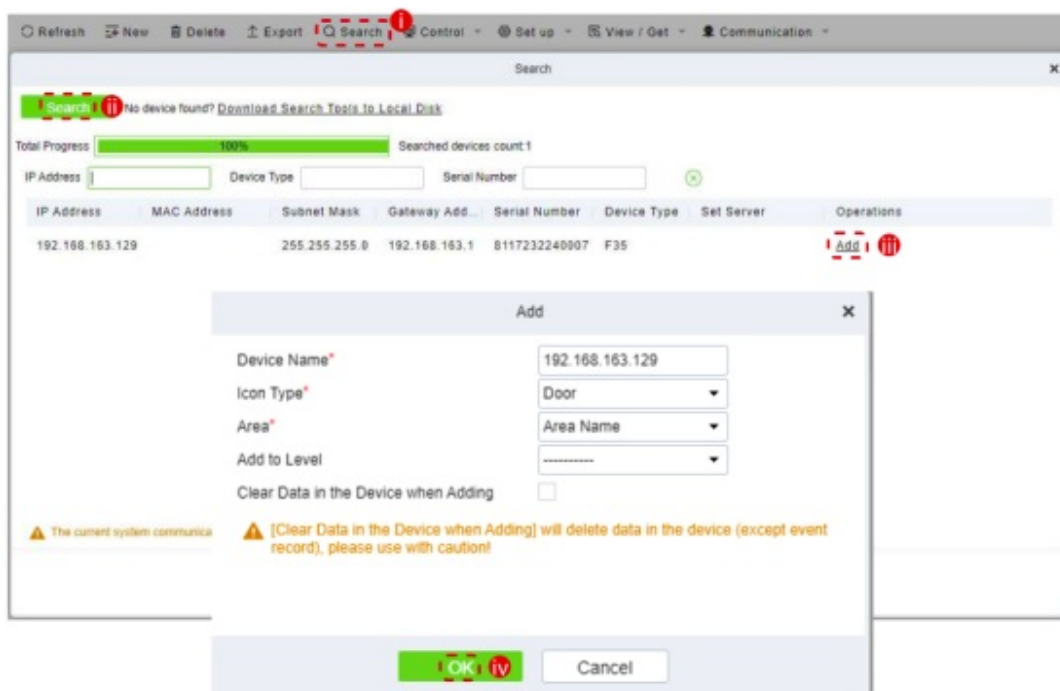 Refresh New Delete Export Search i Control Set up View / Get Communication
Search
Search ii No device found? Download Search Tools to Local Disk
Total Progress 100% Searched devices count:1
IP Address Device Type Serial Number
IP Address MAC Address Subnet Mask Gateway Add... Serial Number Device Type Set Server Operations
192.168.163.129 255.255.255.0 192.168.163.1 8117232240007 F35 Add iii
Add
Device Name* 192.168.163.129
Icon Type* Door
Area* Area Name
Add to Level ----------
Clear Data in the Device when Adding
The current system communica
[Clear Data in the Device when Adding] will delete data in the device (except event
record), please use with caution!
OK iv Cancel